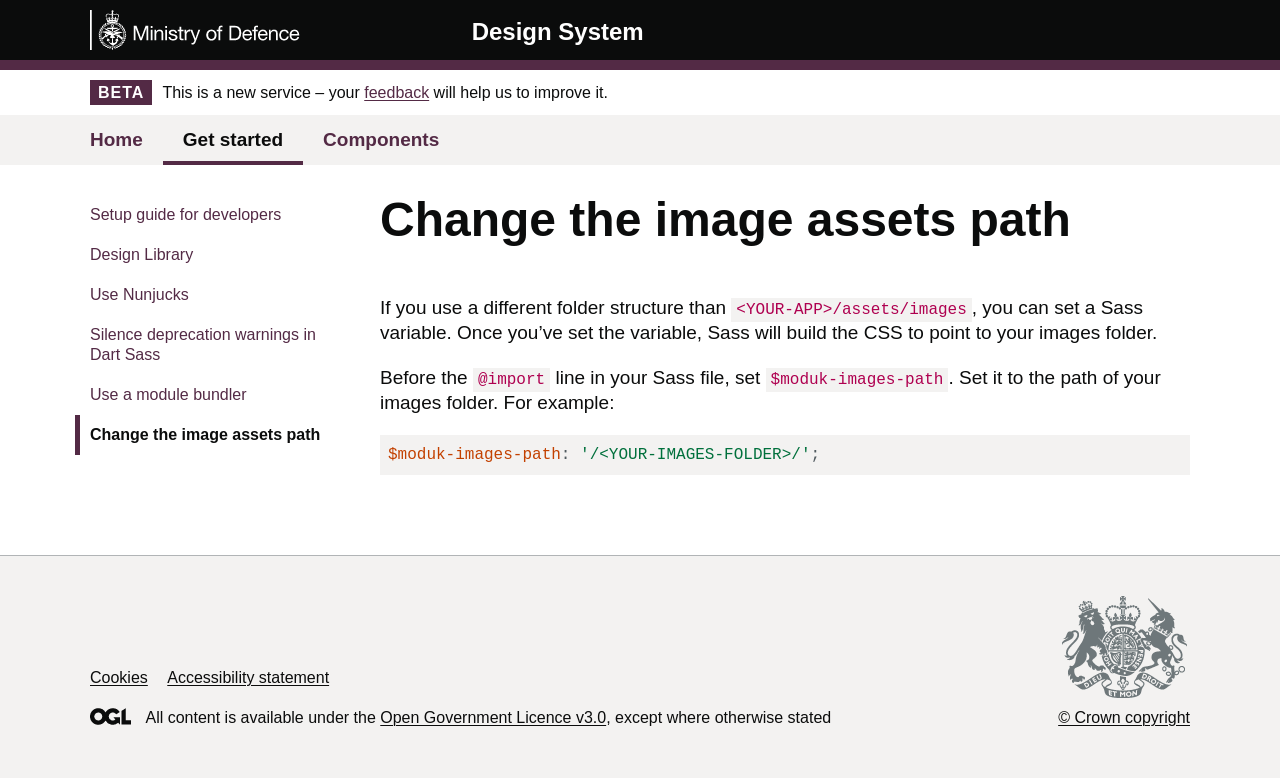 Ministry of Defence
Design System
BETA This is a new service – your feedback will help us to improve it.
Home Get started Components
Setup guide for developers
Design Library
Use Nunjucks
Silence deprecation warnings in
Dart Sass
Use a module bundler
Change the image assets path
Change the image assets path
If you use a different folder structure than <YOUR-APP>/assets/images, you can set a Sass
variable. Once you’ve set the variable, Sass will build the CSS to point to your images folder.
Before the @import line in your Sass file, set $moduk-images-path. Set it to the path of your
images folder. For example:
$moduk-images-path: '/<YOUR-IMAGES-FOLDER>/';
Cookies Accessibility statement
OGL All content is available under the Open Government Licence v3.0, except where otherwise stated
DIEU ET MON DROIT
© Crown copyright